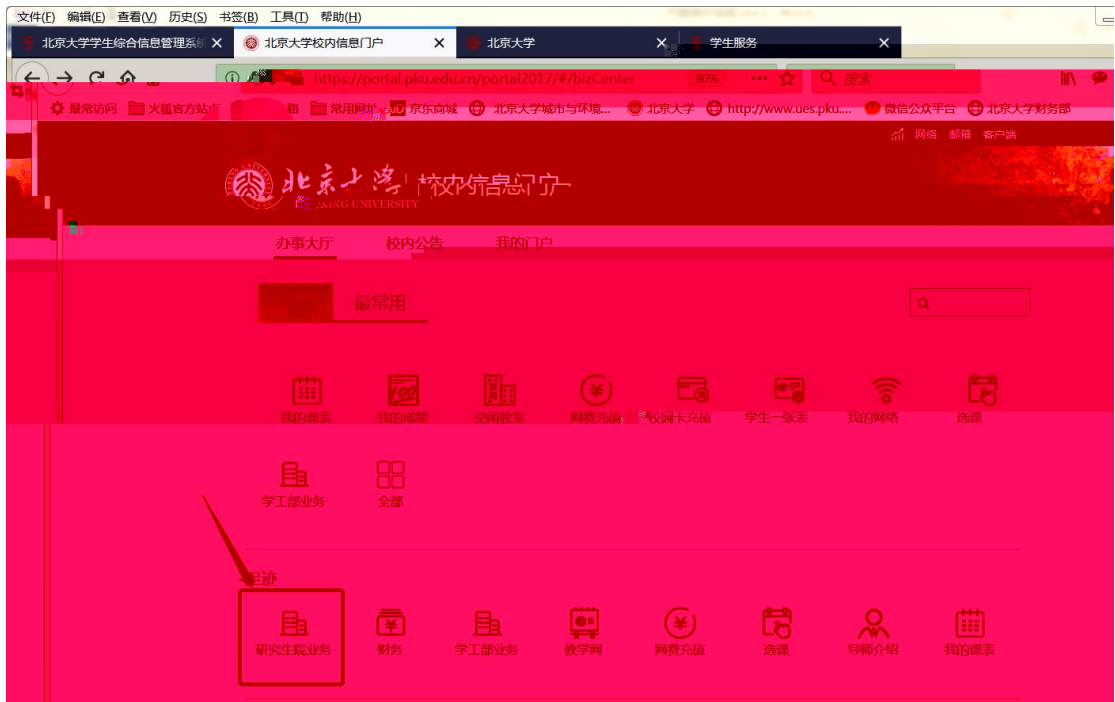 文件(F) 编辑(E) 查看(V) 历史(S) 书签(B) 工具(T) 帮助(H)
北京大学学生综合信息管理系统 北京大学校内信息门户 北京大学 学生服务
https://portal.pku.edu.cn/portal2017/#/bizCenter 80% 搜索
最常访问 火狐官方站点 常用网址 京东商城 北京大学城市与环境... 北京大学 http://www.ues.pku.... 微信公众平台 北京大学财务部
网络 邮箱 客户端
北京大学 校内信息门户
UNIVERSITY
办事大厅 校内公告 我的门户
最常用
我的课表 我的成绩 空闲教室 网费充值 校园卡充值 学生一张表 我的网络 选课
学工部业务 全部
足迹
研究生院业务 财务 学工部业务 教学网 网费充值 选课 导师介绍 我的课表